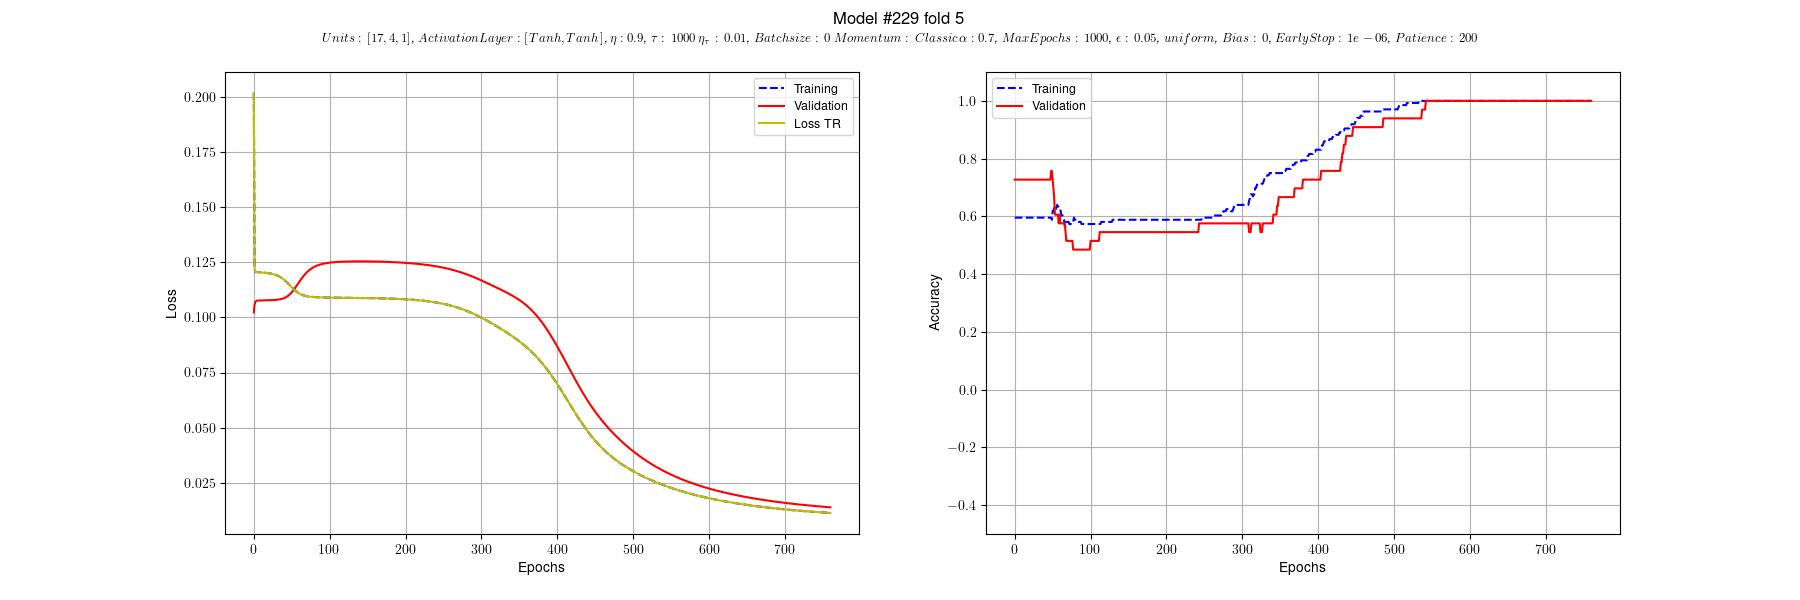 Model #229 fold 5
Units : [17, 4, 1], ActivationLayer : [Tanh, Tanh], η : 0.9, τ : 1000 η_τ : 0.01, Batchsize : 0 Momentum : Classicα : 0.7, MaxEpochs : 1000, ϵ : 0.05, uniform, Bias : 0, EarlyStop : 1e − 06, Patience : 200
Training
Validation
Loss TR
0.200
0.175
0.150
0.125
0.100
0.075
0.050
0.025
Loss
0 100 200 300 400 500 600 700
Epochs
Training
Validation
1.0
0.8
0.6
0.4
0.2
0.0
−0.2
−0.4
Accuracy
0 100 200 300 400 500 600 700
Epochs